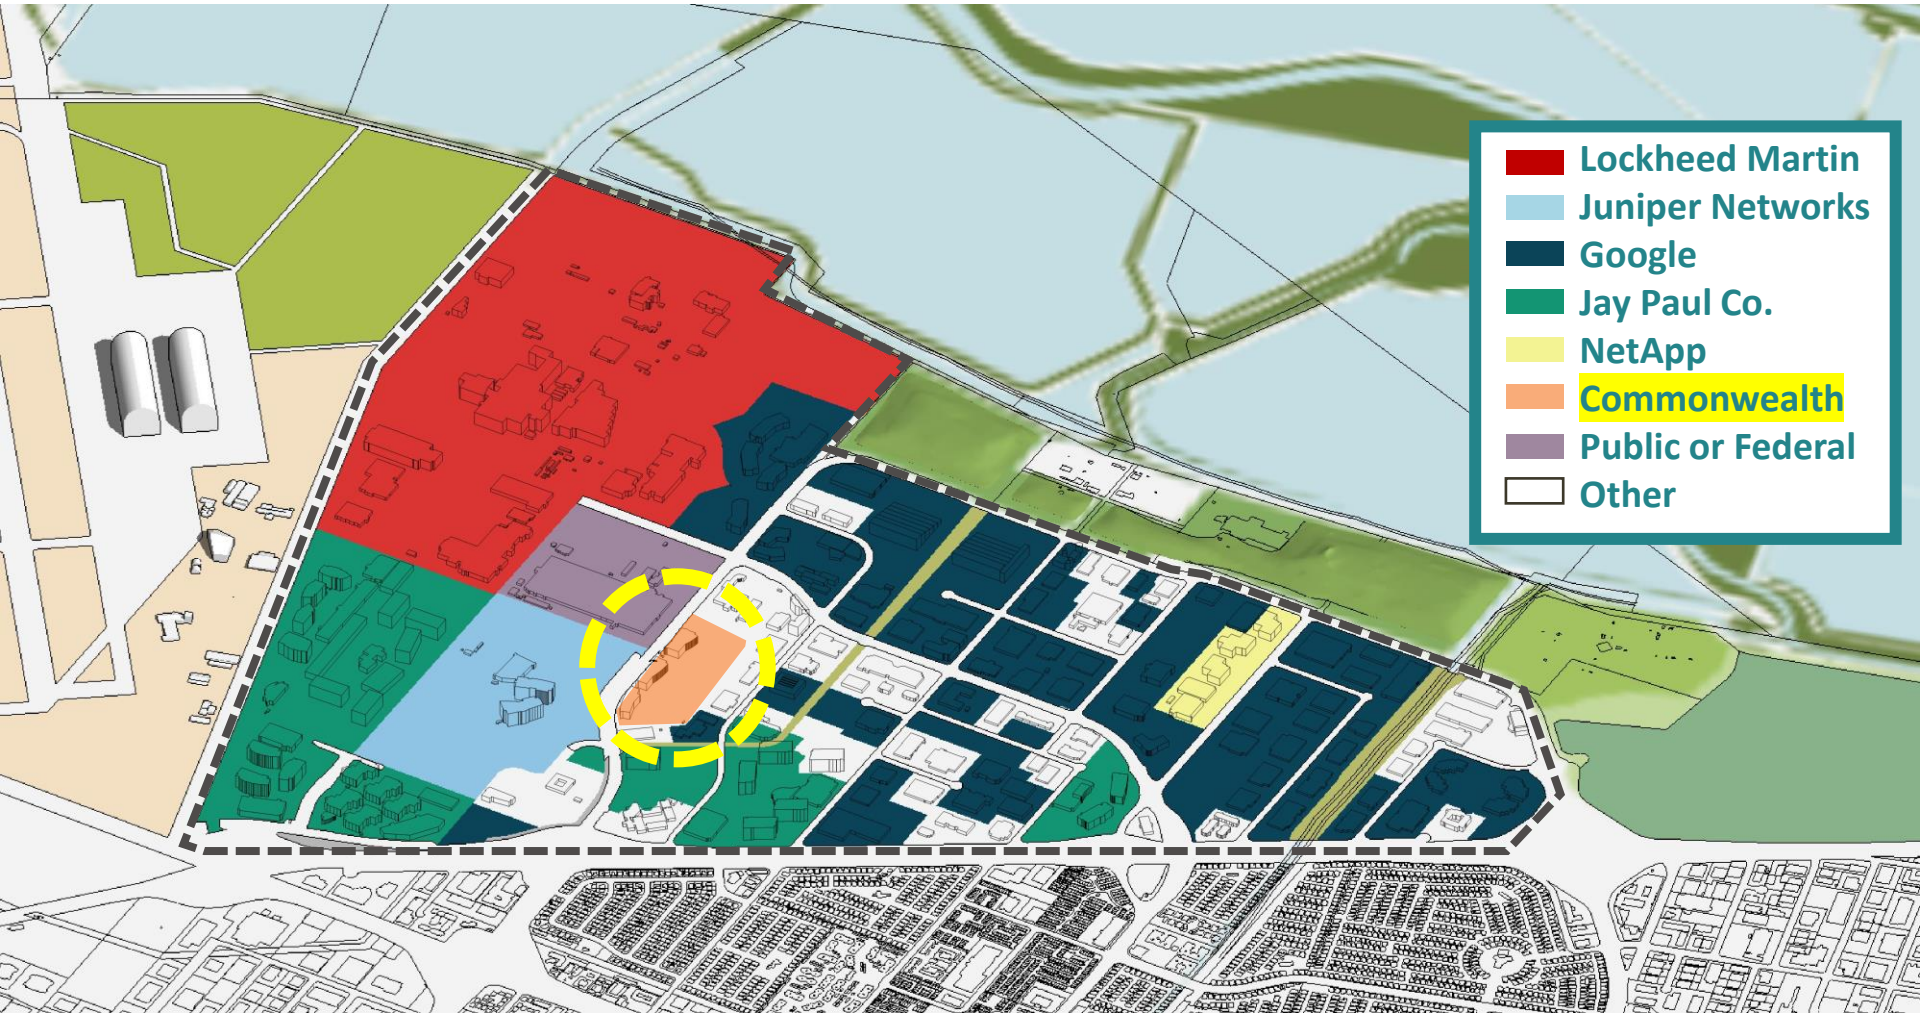 Lockheed Martin
Juniper Networks
Google
Jay Paul Co.
NetApp
Commonwealth
Public or Federal
Other